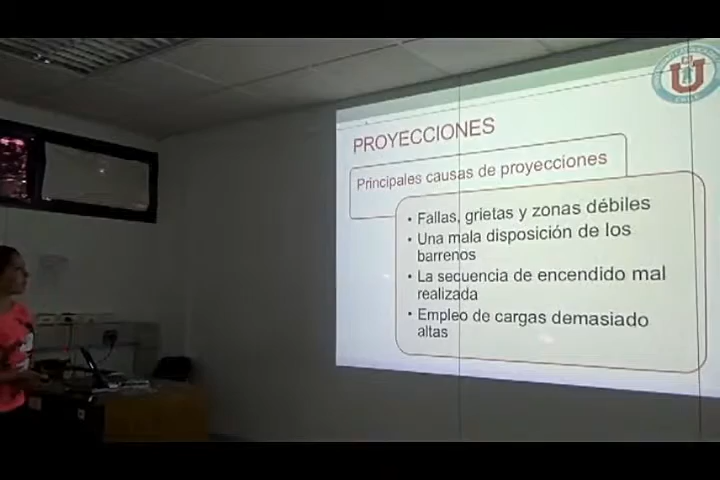 PROYECCIONES
Principales causas de proyecciones
• Fallas, grietas y zonas débiles
• Una mala disposición de los
barrenos
• La secuencia de encendido mal
realizada
• Empleo de cargas demasiado
altas